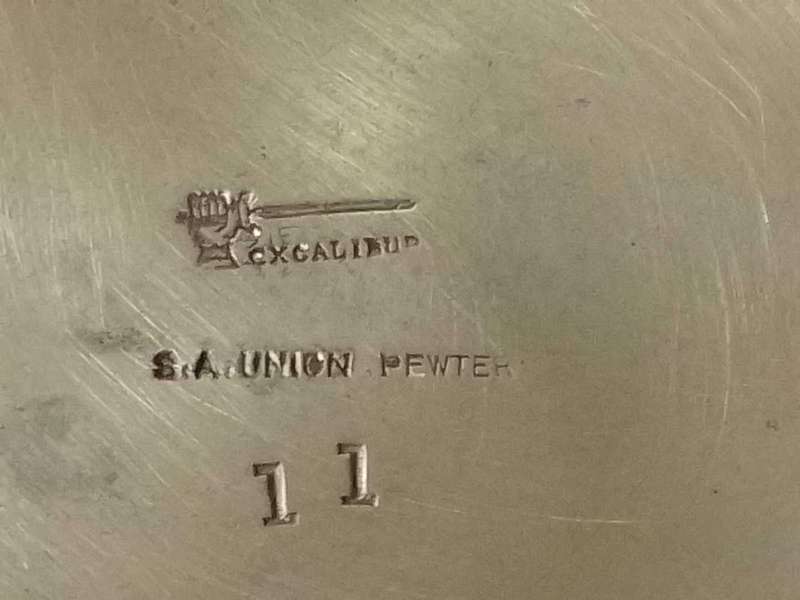 EXCALIBUR
S.A. UNION PEWTER
11